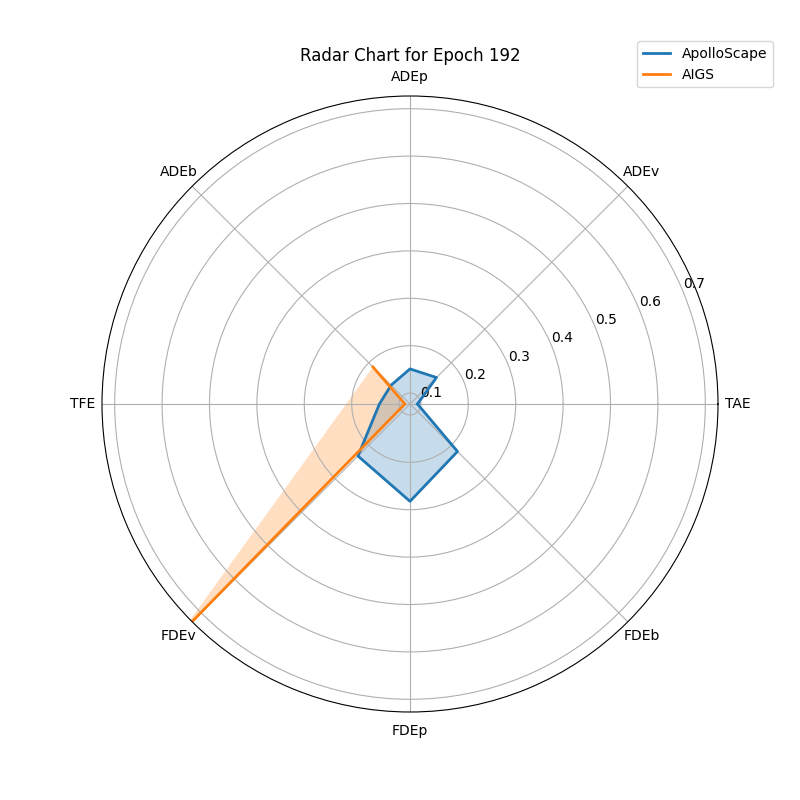 Radar Chart for Epoch 192
ApolloScape
AIGS
ADEp
ADEb
ADEv
0.7
0.6
0.5
0.4
0.3
0.2
0.1
TFE
TAE
FDEv
FDEb
FDEp